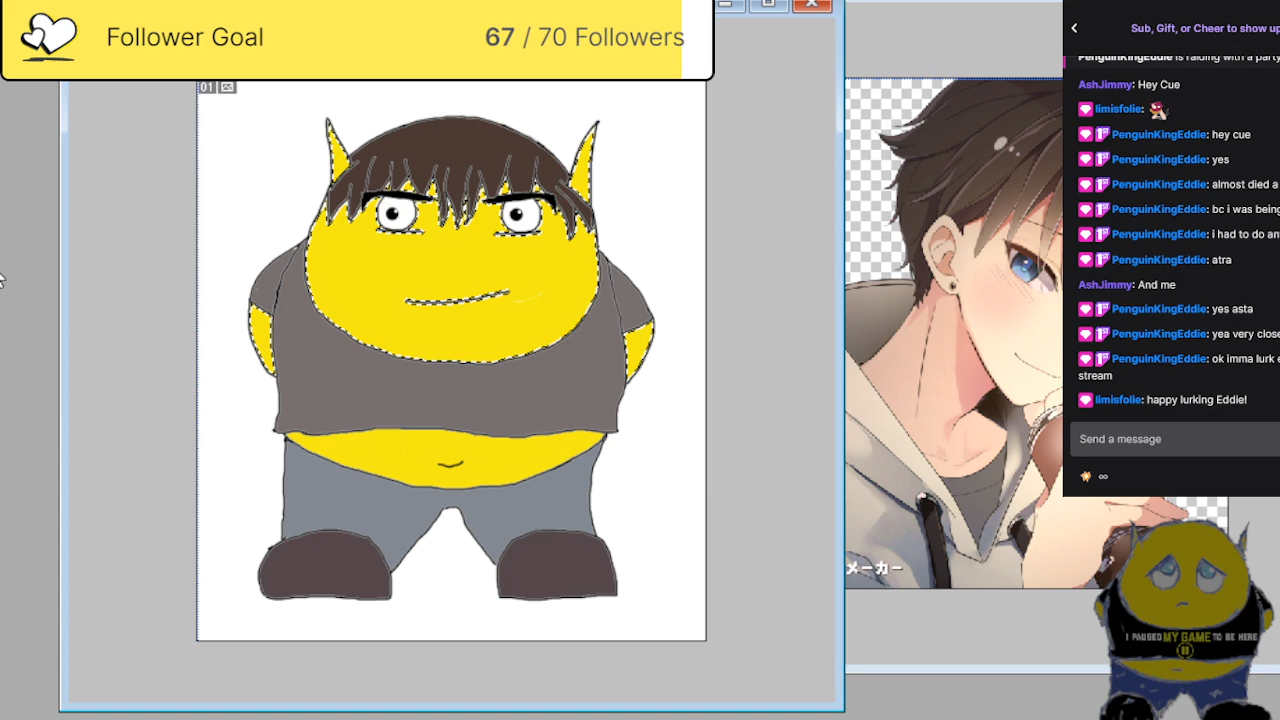 Follower Goal
67 / 70 Followers
01
Sub, Gift, or Cheer to show up
PenguinKingEddie is raiding with a party
AshJimmy: Hey Cue
limisfolie:
PenguinKingEddie: hey cue
PenguinKingEddie: yes
PenguinKingEddie: almost died a
PenguinKingEddie: bc i was being
PenguinKingEddie: i had to do an
PenguinKingEddie: atra
AshJimmy: And me
PenguinKingEddie: yes asta
PenguinKingEddie: yea very close
PenguinKingEddie: ok imma lurk
stream
limisfolie: happy lurking Eddie!
Send a message
∞
メーカー
I PAUSED MY GAME TO BE HERE